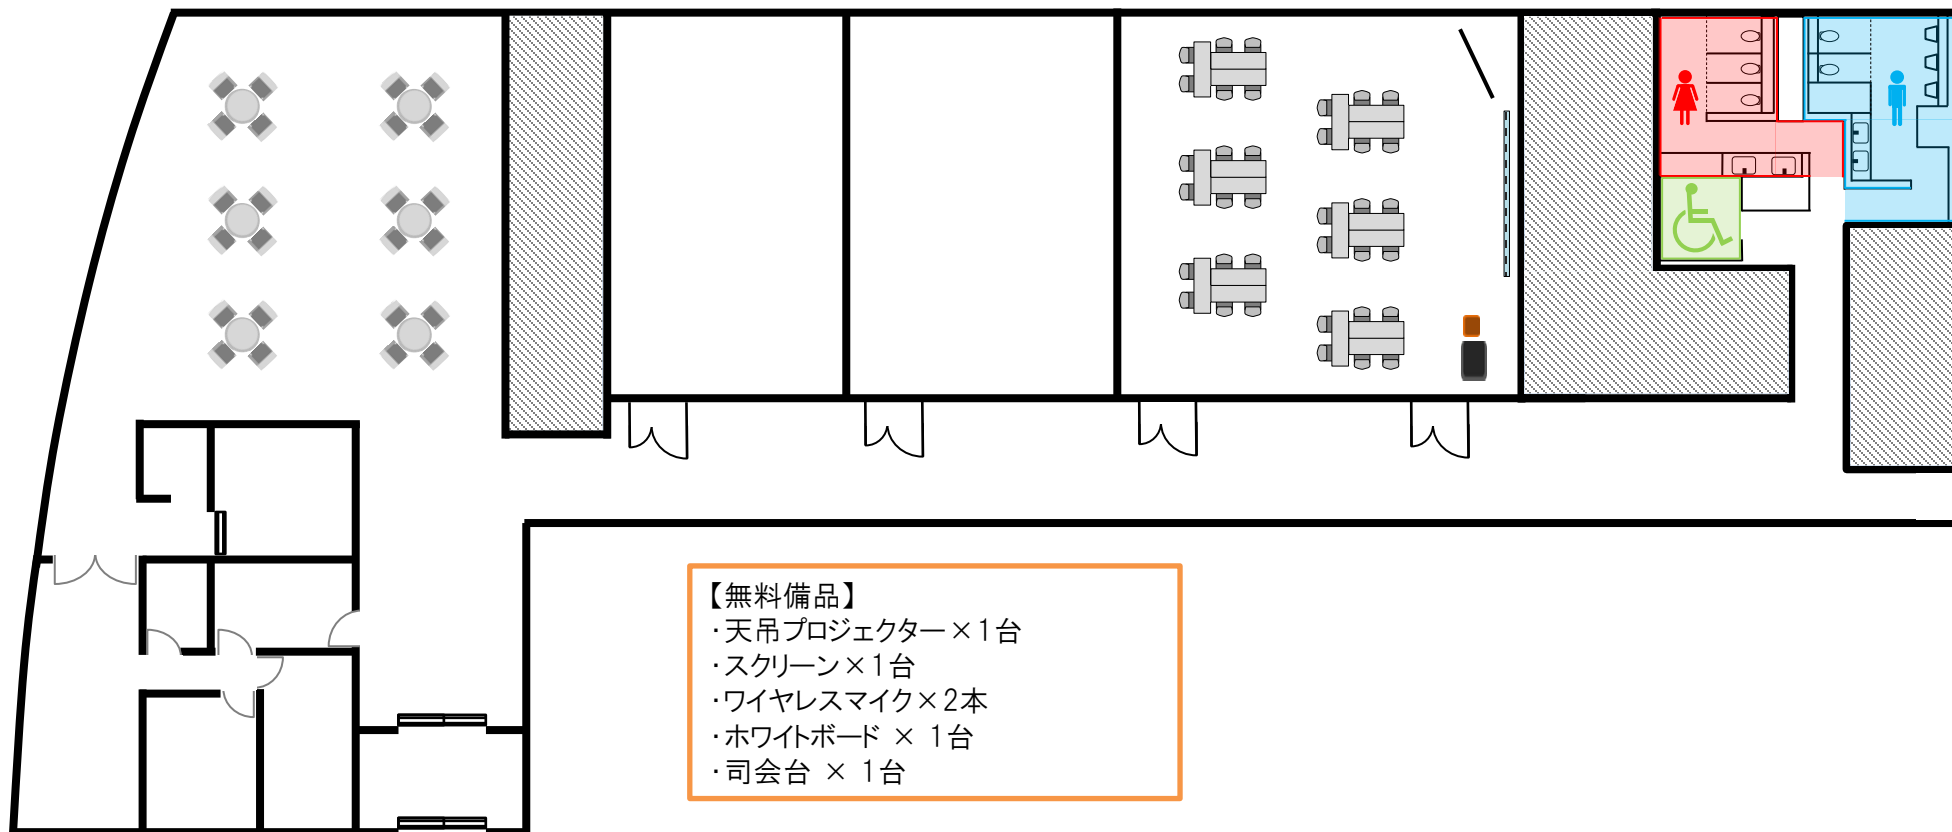 【無料備品】
・天吊プロジェクター×1台
・スクリーン×1台
・ワイヤレスマイク×2本
・ホワイトボード × 1台
・司会台 × 1台